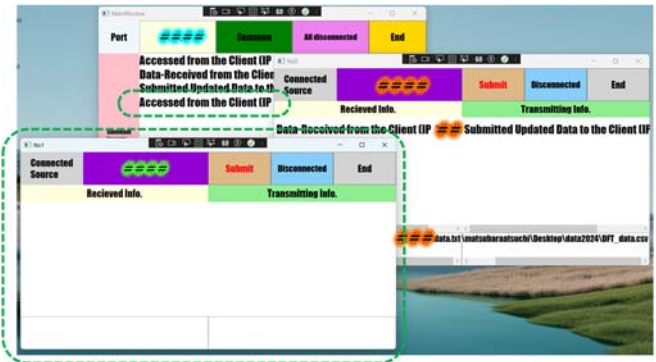 MainWindow
Port #### Common All disconnected End
Accessed from the Client (IP
Data-Received from the Clien
Submitted Updated Data to th
Accessed from the Client (IP
No0
Connected Source #### Submit Disconnected End
Recieved Info. Transmitting Info.
Data-Received from the Client (IP ## Submitted Updated Data to the Client (IP
###data.txt \matsubaraatsuchi\Desktop\data2024\DFT_data.csv
No1
Connected Source #### Submit Disconnected End
Recieved Info. Transmitting Info.